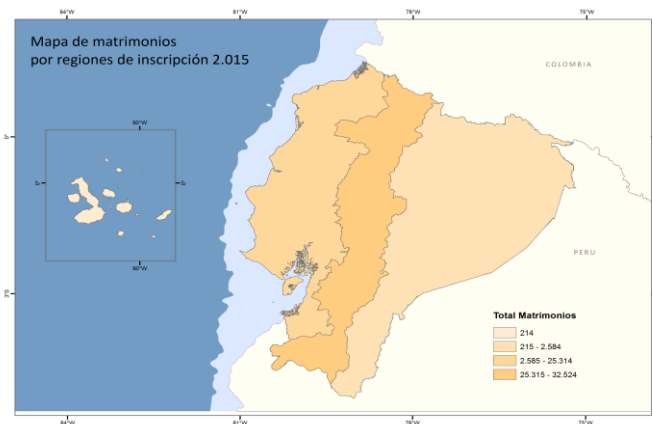 84°W 81°W 78°W 75°W
Mapa de matrimonios
por regiones de inscripción 2.015
COLOMBIA
90°W
0° 0° 0°
PERU
90°W
3°S
Total Matrimonios
214
215 - 2.584
2.585 - 25.314
25.315 - 32.524
84°W 81°W 78°W 75°W